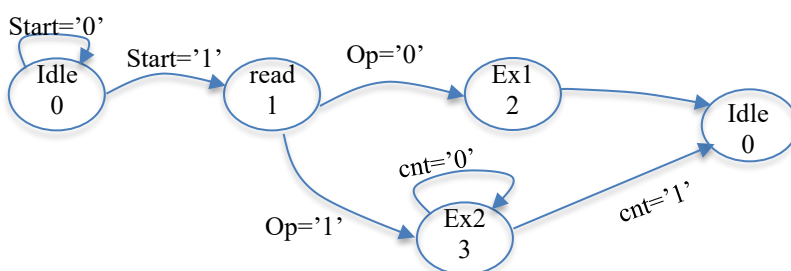 Start=’0’
Idle
0
Start=’1’
read
1
Op=’0’
Ex1
2
Idle
0
cnt=’0’
Op=’1’
Ex2
3
cnt=’1’